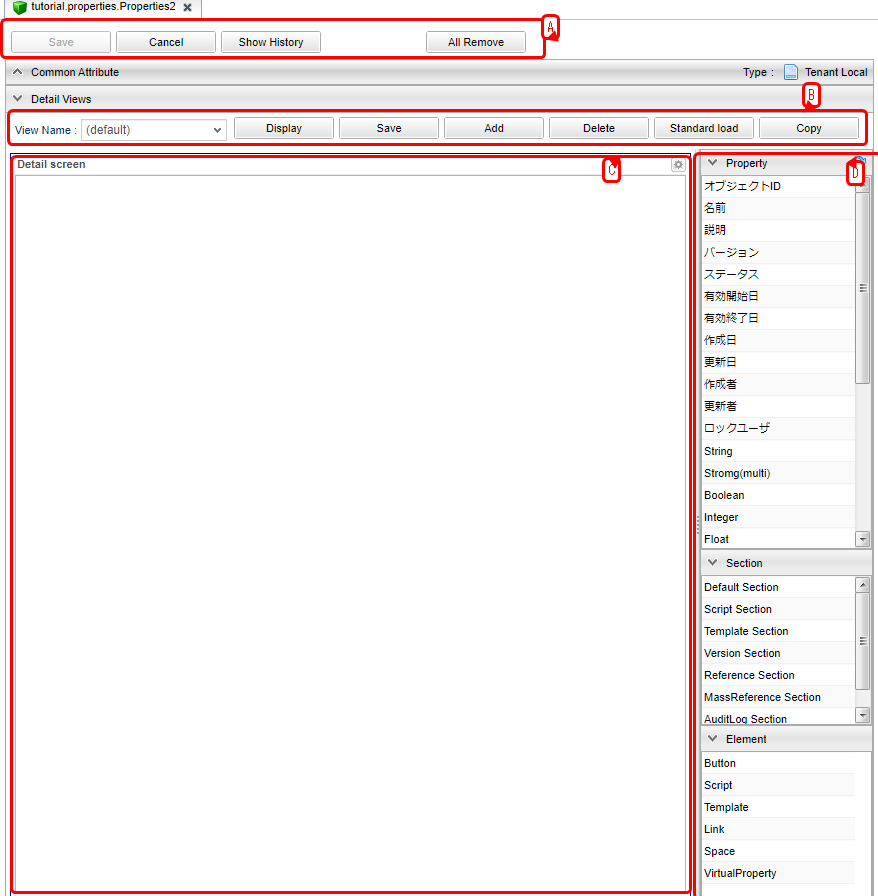 tutorial.properties.Properties2
Save Cancel Show History All Remove
A
Common Attribute Type : Tenant Local
B
Detail Views
View Name : (default) Display Save Add Delete Standard load Copy
Detail screen
C
Property
D
オブジェクトID
名前
説明
バージョン
ステータス
有効開始日
有効終了日
作成日
更新日
作成者
更新者
ロックユーザ
String
Stromg(multi)
Boolean
Integer
Float
Section
Default Section
Script Section
Template Section
Version Section
Reference Section
MassReference Section
AuditLog Section
Element
Button
Script
Template
Link
Space
VirtualProperty